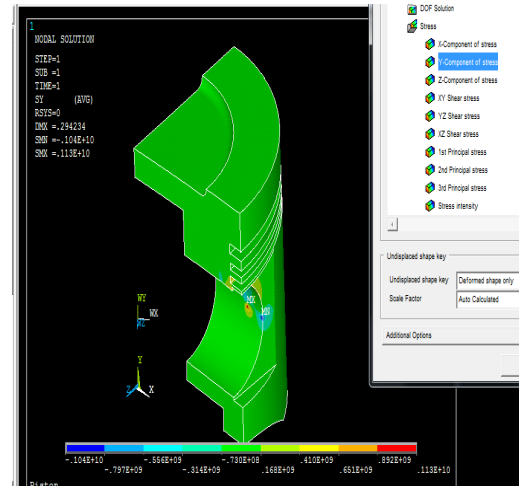 1
NODAL SOLUTION
STEP=1
SUB =1
TIME=1
SY (AVG)
RSYS=0
DMX =.294234
SMN =-.104E+10
SMX =.113E+10
MX
MN
WY
WX
WZ
Y
Z X
-.104E+10 -.556E+09 -.730E+08 .410E+09 .892E+09
-.797E+09 -.314E+09 .168E+09 .651E+09 .113E+10
Piston
DOF Solution
Stress
X-Component of stress
Y-Component of stress
Z-Component of stress
XY Shear stress
YZ Shear stress
XZ Shear stress
1st Principal stress
2nd Principal stress
3rd Principal stress
Stress intensity
Undisplaced shape key
Undisplaced shape key Deformed shape only
Scale Factor Auto Calculated
Additional Options